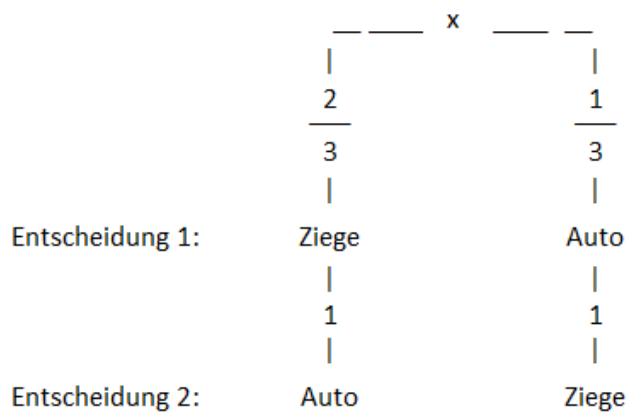 x
2 1
3 3
Entscheidung 1: Ziege Auto
1 1
Entscheidung 2: Auto Ziege